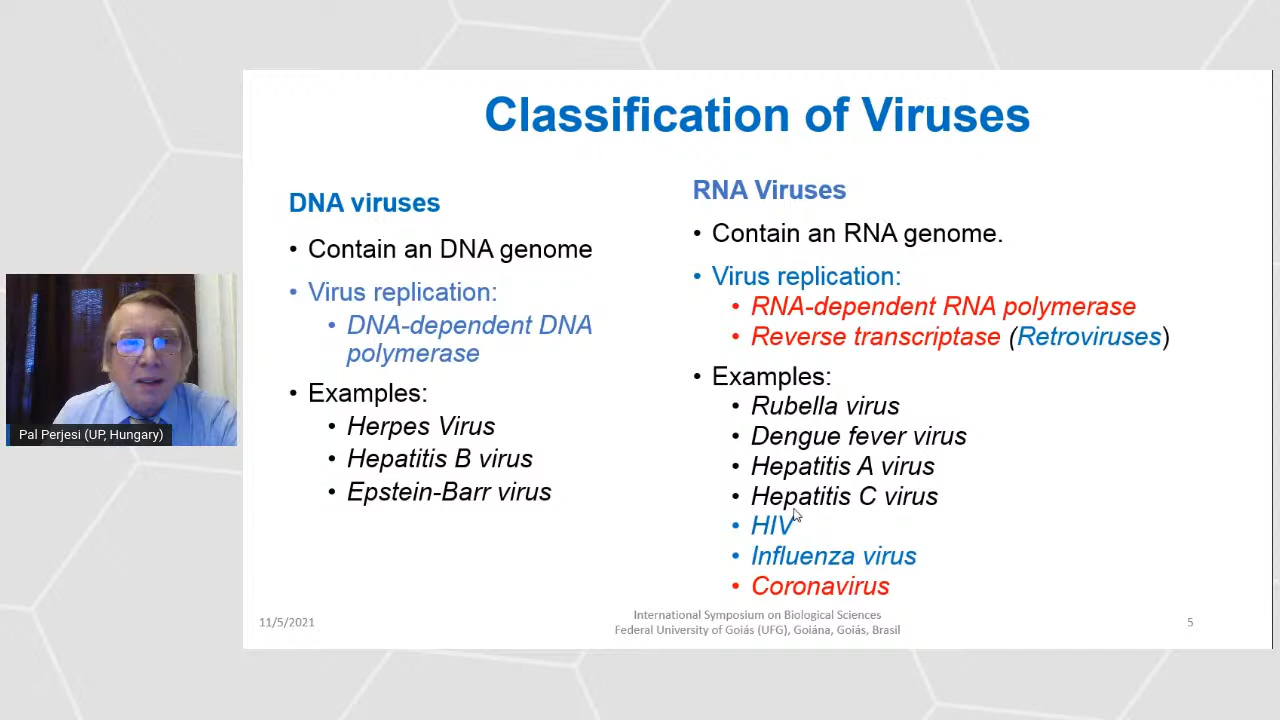 Classification of Viruses
DNA viruses
• Contain an DNA genome
• Virus replication:
• DNA-dependent DNA
polymerase
• Examples:
• Herpes Virus
• Hepatitis B virus
• Epstein-Barr virus
RNA Viruses
• Contain an RNA genome.
• Virus replication:
• RNA-dependent RNA polymerase
• Reverse transcriptase (Retroviruses)
• Examples:
• Rubella virus
• Dengue fever virus
• Hepatitis A virus
• Hepatitis C virus
• HIV
• Influenza virus
• Coronavirus
11/5/2021
International Symposium on Biological Sciences
Federal University of Goiás (UFG), Goiána, Goiás, Brasil
5
Pal Perjesi (UP, Hungary)